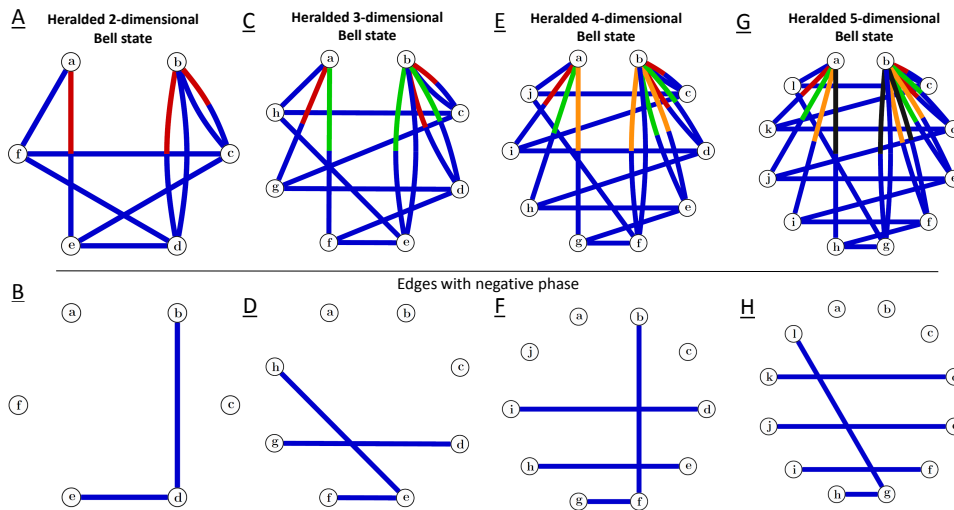 A
Heralded 2-dimensional
Bell state
a
b
f
c
e
d
C
Heralded 3-dimensional
Bell state
a
b
h
c
g
d
f
e
E
Heralded 4-dimensional
Bell state
a
b
j
c
i
d
h
e
g
f
G
Heralded 5-dimensional
Bell state
a
b
l
c
k
j
i
f
h
g
Edges with negative phase
B
a
b
f
c
e
d
D
a
b
h
c
g
d
f
e
F
a
b
j
c
i
d
h
e
g
f
H
a
b
l
c
k
j
i
f
h
g